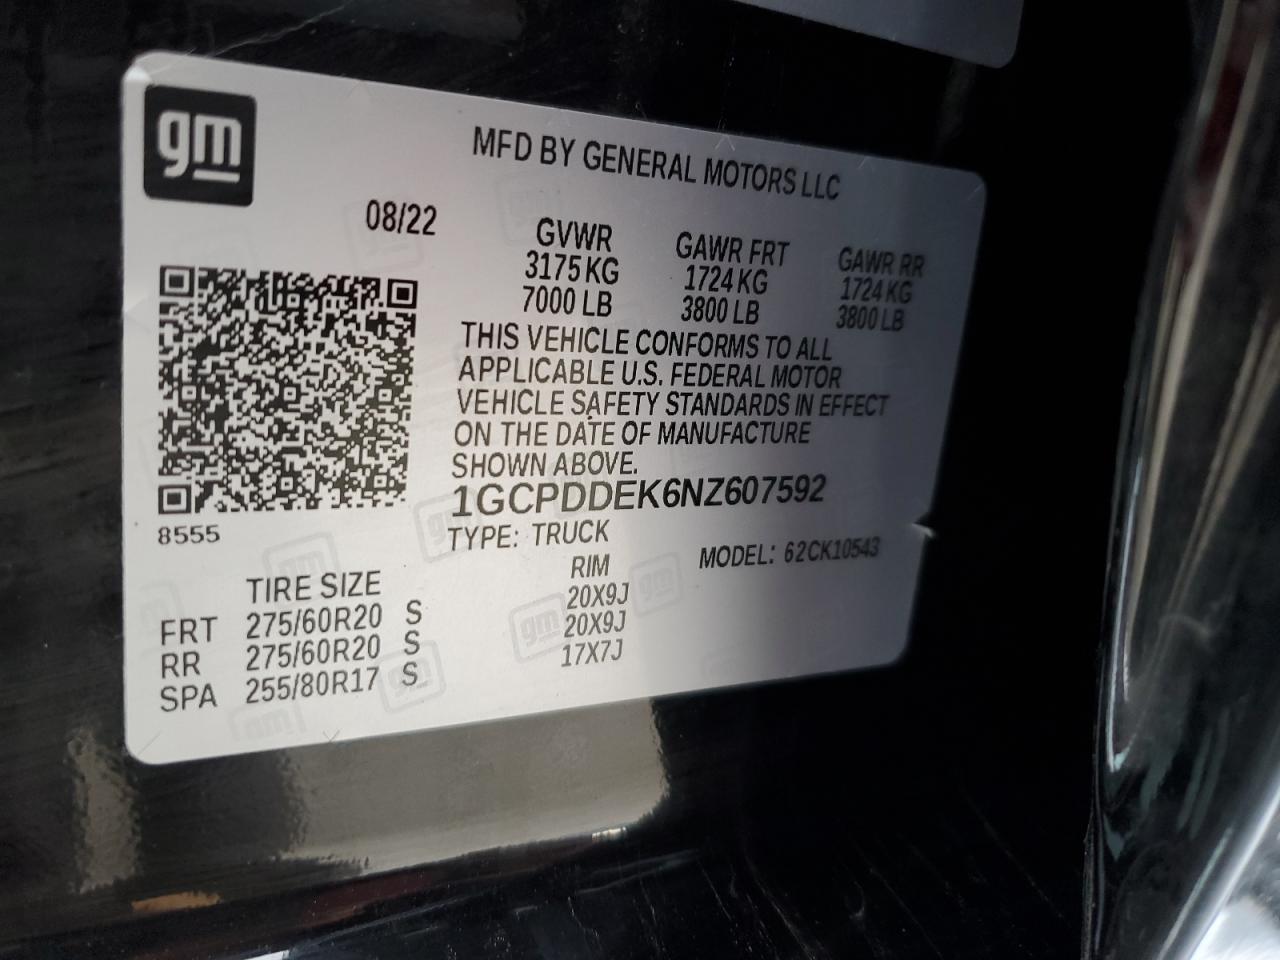 gm
MFD BY GENERAL MOTORS LLC
08/22
GVWR GAWR FRT GAWR RR
3175 KG 1724 KG 1724 KG
7000 LB 3800 LB 3800 LB
THIS VEHICLE CONFORMS TO ALL
APPLICABLE U.S. FEDERAL MOTOR
VEHICLE SAFETY STANDARDS IN EFFECT
ON THE DATE OF MANUFACTURE
SHOWN ABOVE.
1GCPDDEK6NZ607592
8555
TYPE: TRUCK MODEL: 62CK10543
TIRE SIZE RIM
FRT 275/60R20 S 20X9J
RR 275/60R20 S 20X9J
SPA 255/80R17 S 17X7J